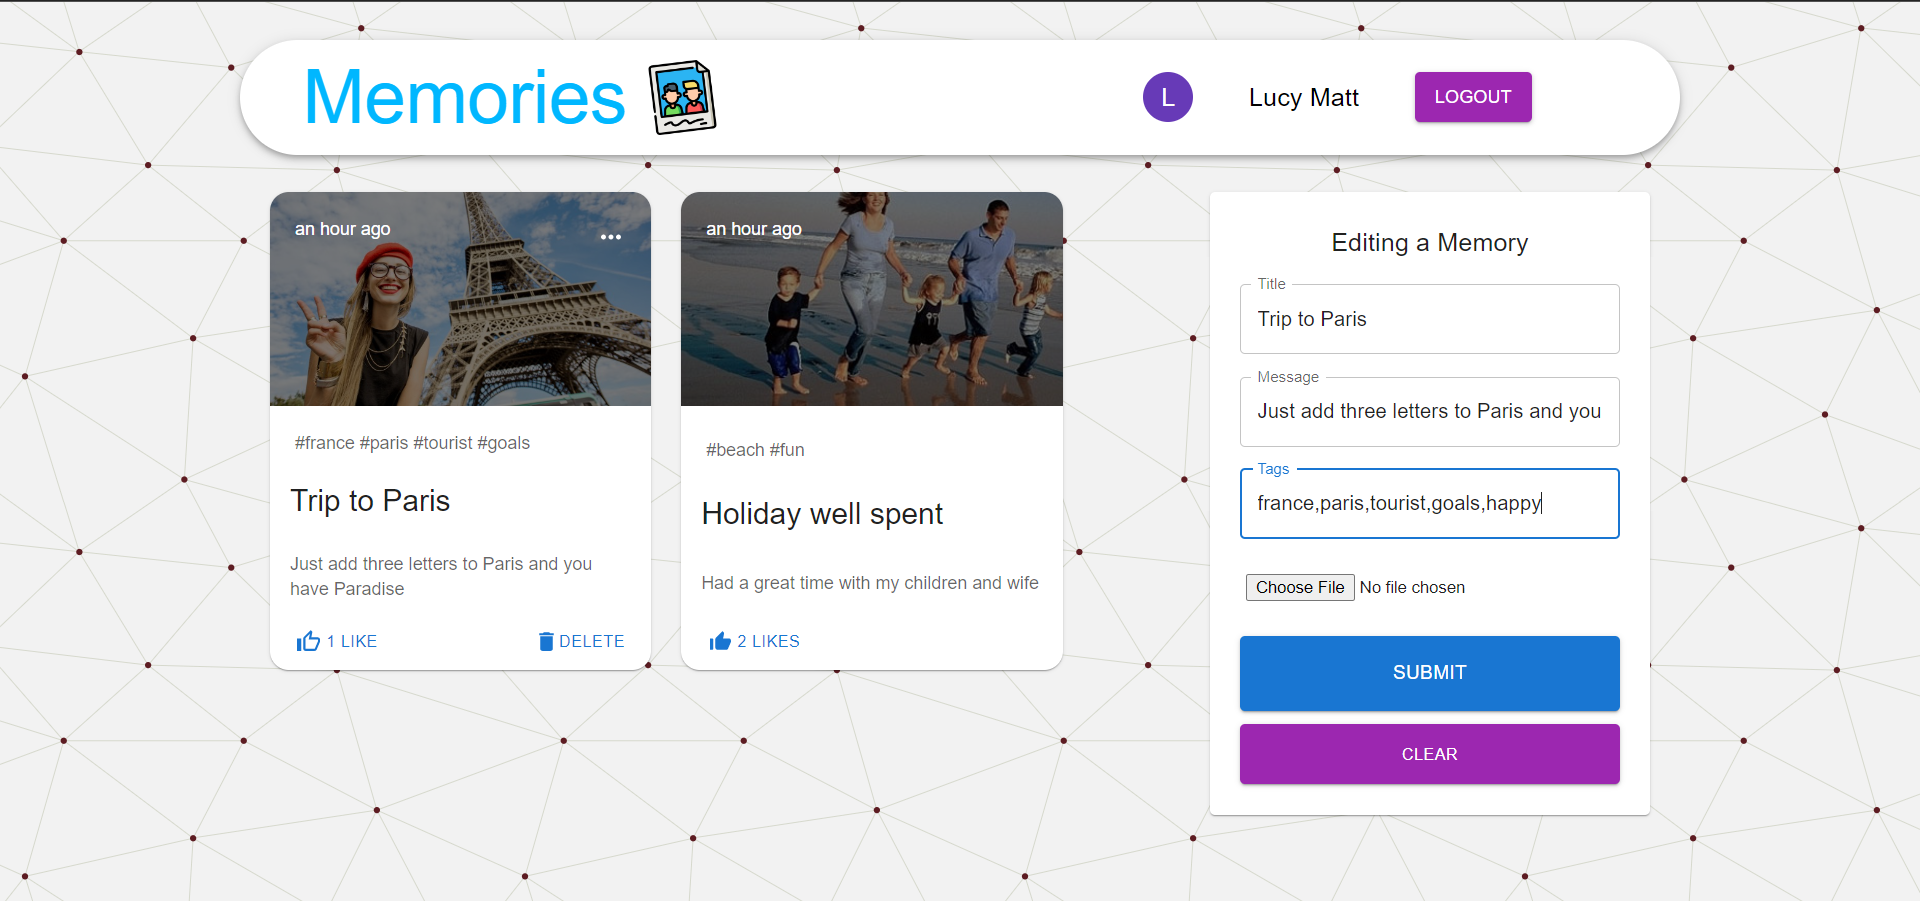 Memories
L
Lucy Matt
LOGOUT
an hour ago
#france #paris #tourist #goals
Trip to Paris
Just add three letters to Paris and you
have Paradise
1 LIKE
DELETE
an hour ago
#beach #fun
Holiday well spent
Had a great time with my children and wife
2 LIKES
Editing a Memory
Title
Trip to Paris
Message
Just add three letters to Paris and you
Tags
france,paris,tourist,goals,happy
Choose File No file chosen
SUBMIT
CLEAR